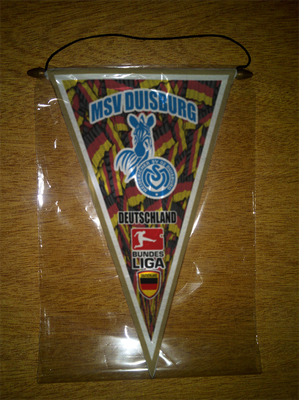 MSV DUISBURG
DEUTSCHLAND
BUNDES
LIGA